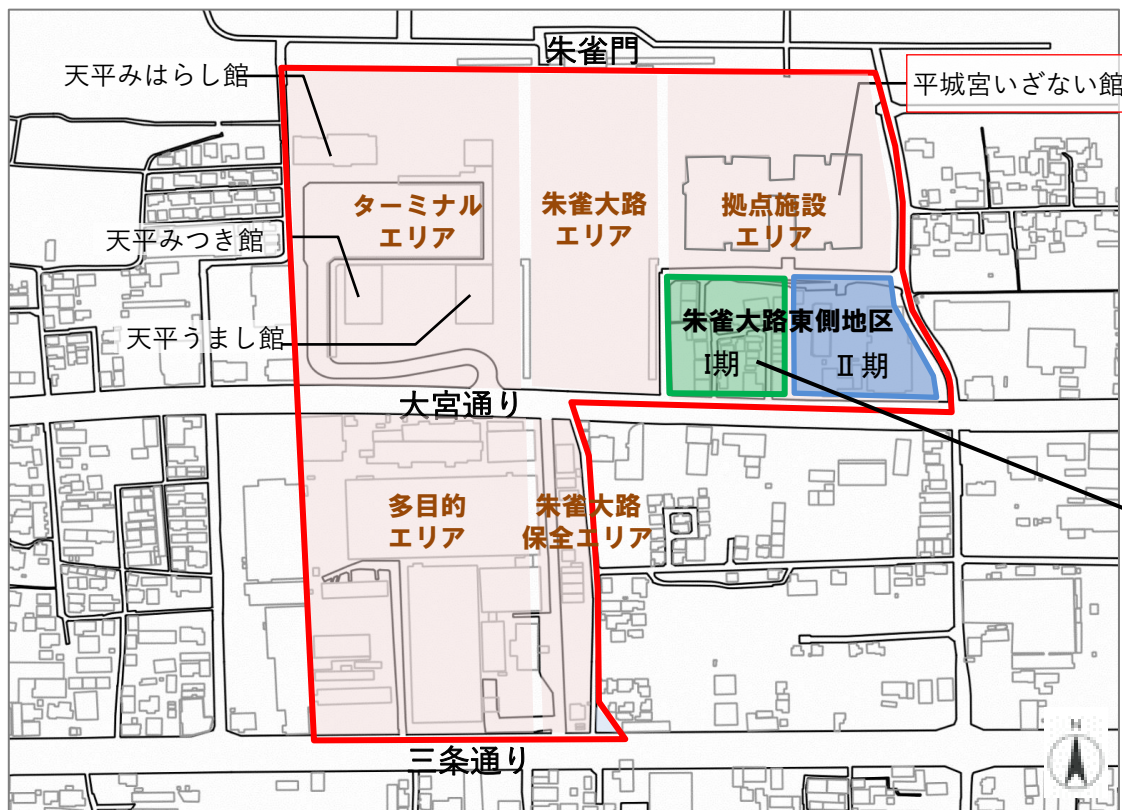 朱雀門
天平みはらし館
平城宮いざない館
ターミナル
エリア
朱雀大路
エリア
拠点施設
エリア
天平みつき館
天平うまし館
朱雀大路東側地区
Ⅰ期
Ⅱ期
大宮通り
多目的
エリア
朱雀大路
保全エリア
三条通り
N